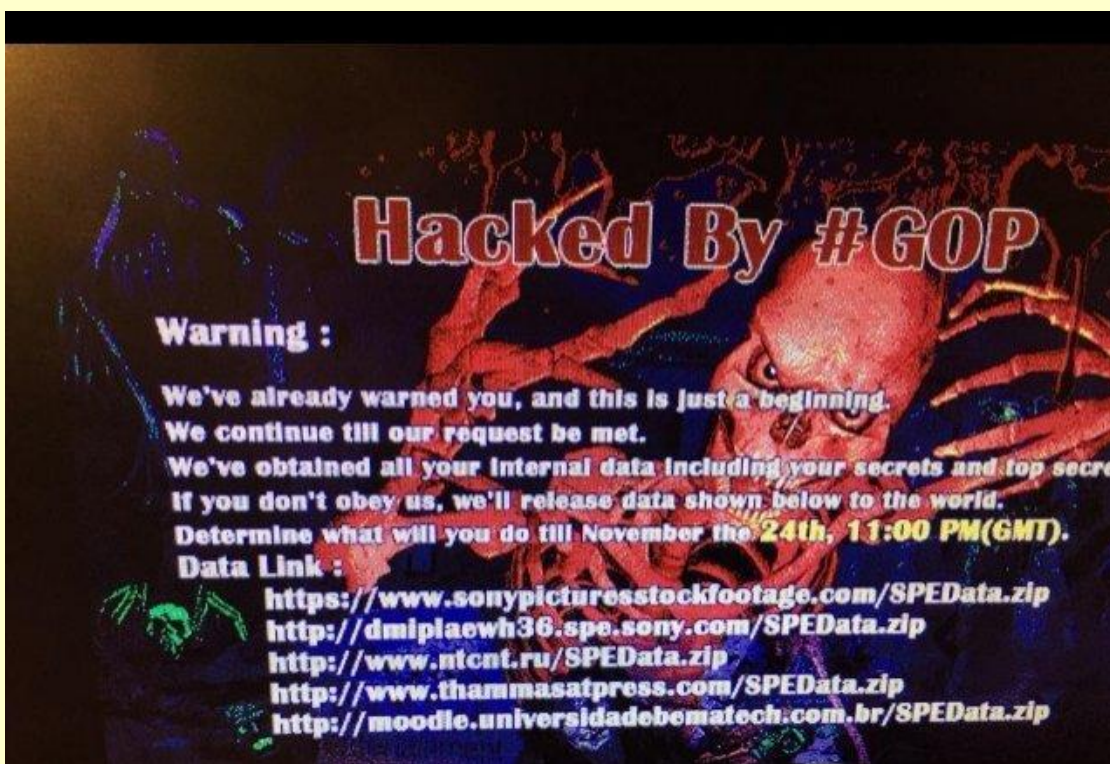 Hacked By #GOP
Warning :
We've already warned you, and this is just a beginning.
We continue till our request be met.
We've obtained all your internal data including your secrets and top secre
If you don't obey us, we'll release data shown below to the world.
Determine what will you do till November the 24th, 11:00 PM(GMT).
Data Link :
https://www.sonypicturesstockfootage.com/SPEData.zip
http://dmiplaewh36.spe.sony.com/SPEData.zip
http://www.ntcnt.ru/SPEData.zip
http://www.thammasatpress.com/SPEData.zip
http://moodle.universidadebematech.com.br/SPEData.zip